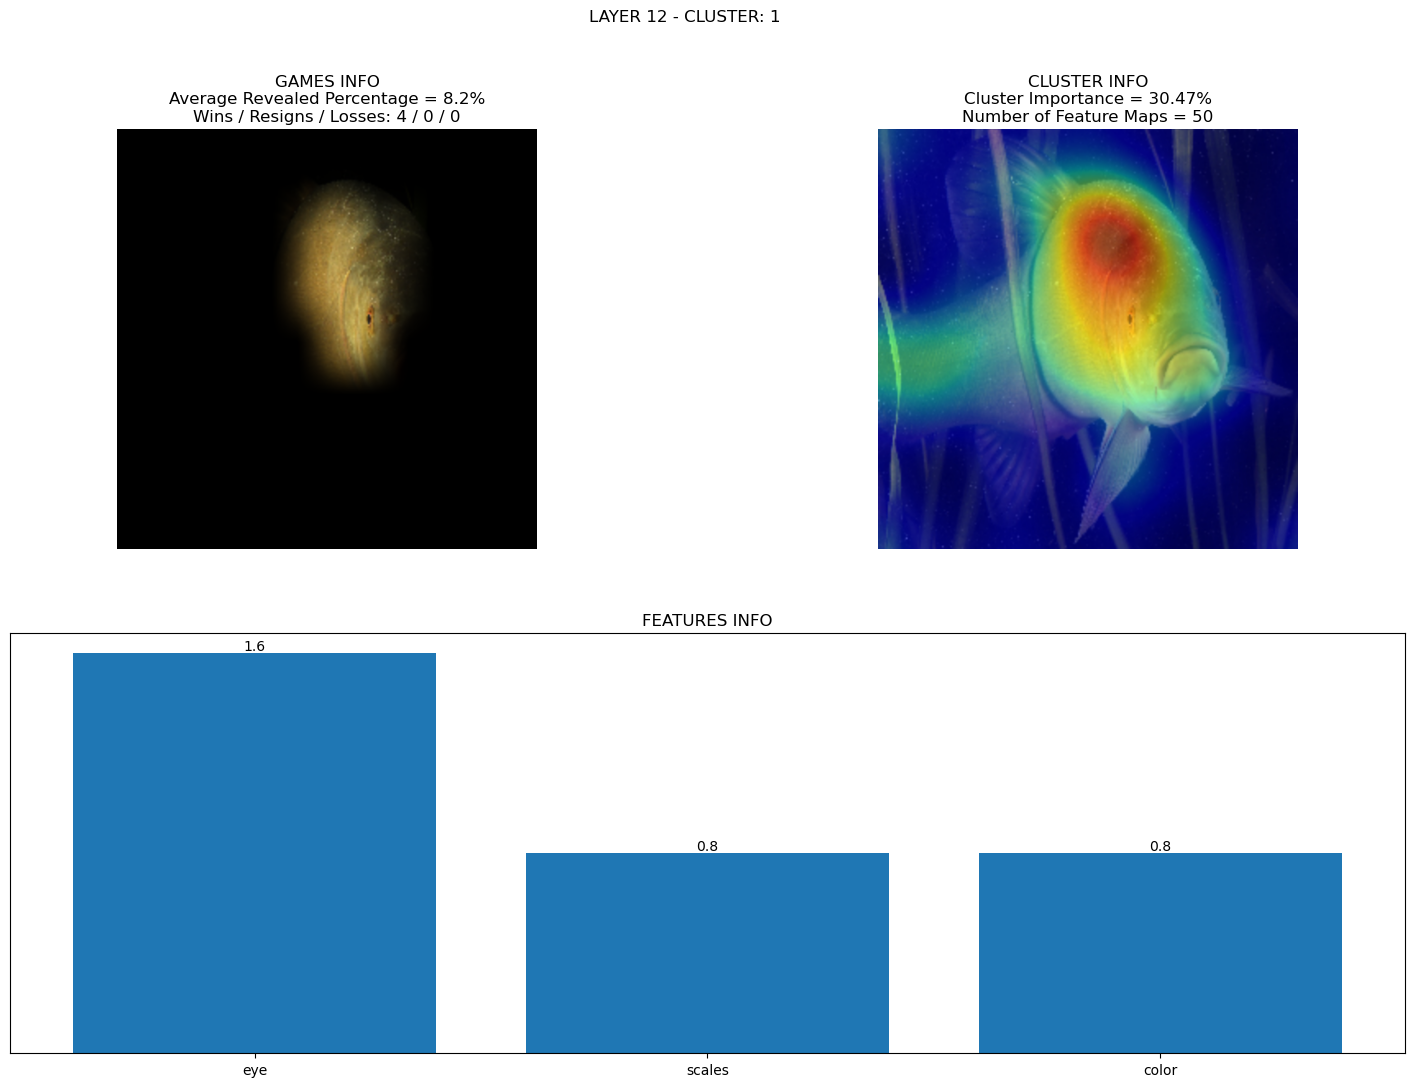 LAYER 12 - CLUSTER: 1
GAMES INFO
Average Revealed Percentage = 8.2%
Wins / Resigns / Losses: 4 / 0 / 0
CLUSTER INFO
Cluster Importance = 30.47%
Number of Feature Maps = 50
FEATURES INFO
1.6
0.8
0.8
eye
scales
color